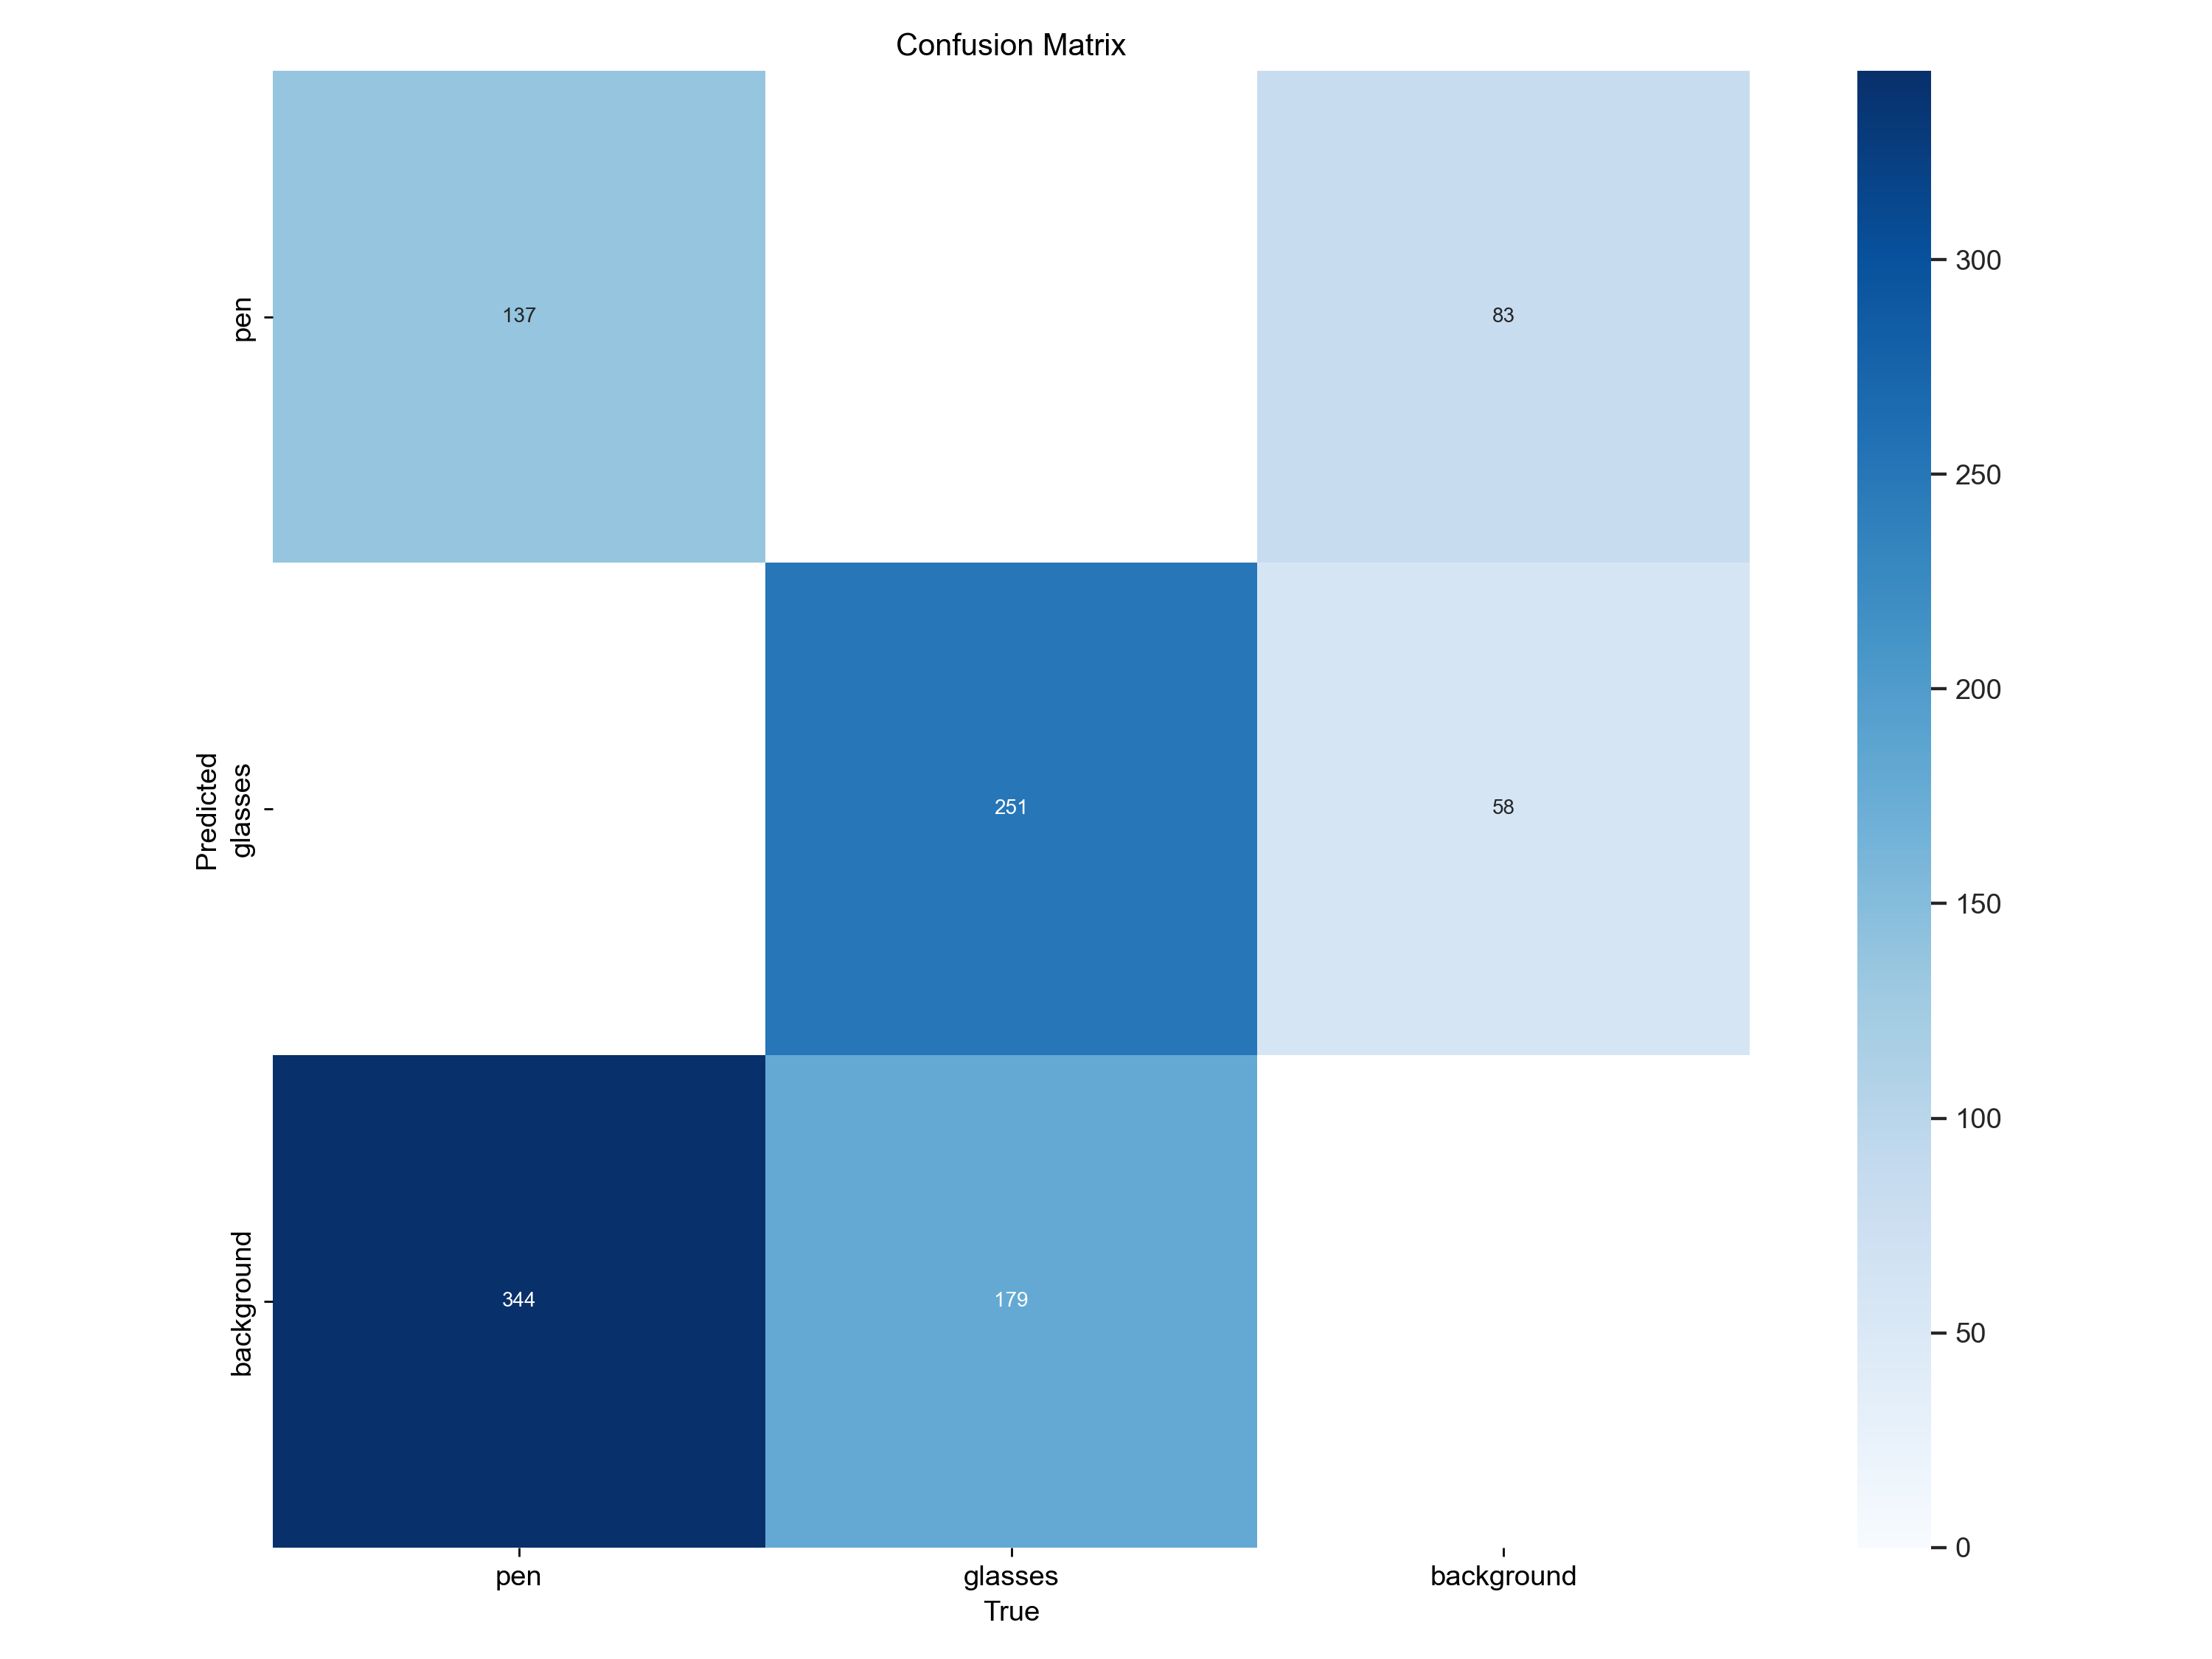 Confusion Matrix
pen
137
83
300
250
200
150
100
50
0
Predicted
glasses
251
58
background
344
179
pen
glasses
background
True